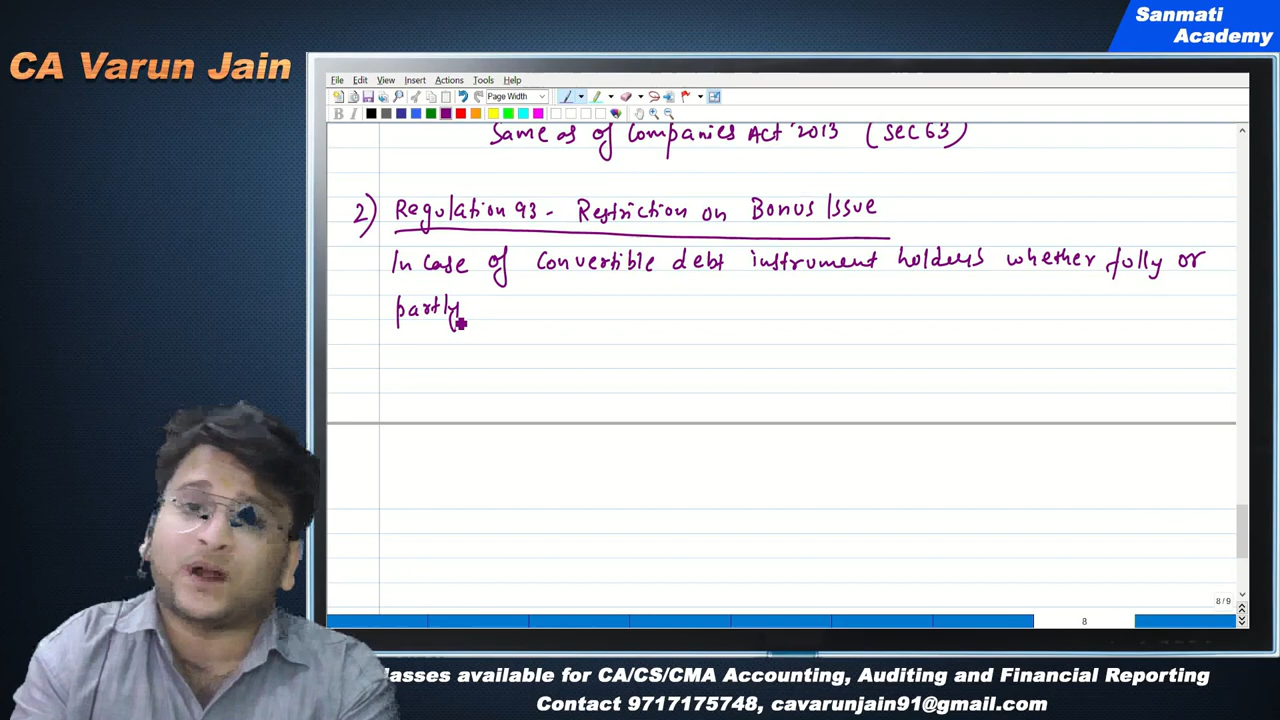 Sanmati
Academy
CA Varun Jain
File Edit View Insert Actions Tools Help
Page Width
B I
Same as of Companies Act 2013 (Sec 63)
2) Regulation 93 - Restriction on Bonus Issue
In case of Convertible debt instrument holders whether fully or
partly
8/9
8
lasses available for CA/CS/CMA Accounting, Auditing and Financial Reporting
Contact 9717175748, cavarunjain91@gmail.com